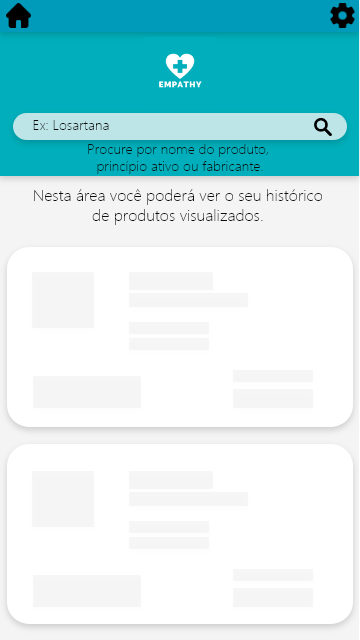 EMPATHY
Ex: Losartana
Procure por nome do produto,
princípio ativo ou fabricante.
Nesta área você poderá ver o seu histórico
de produtos visualizados.